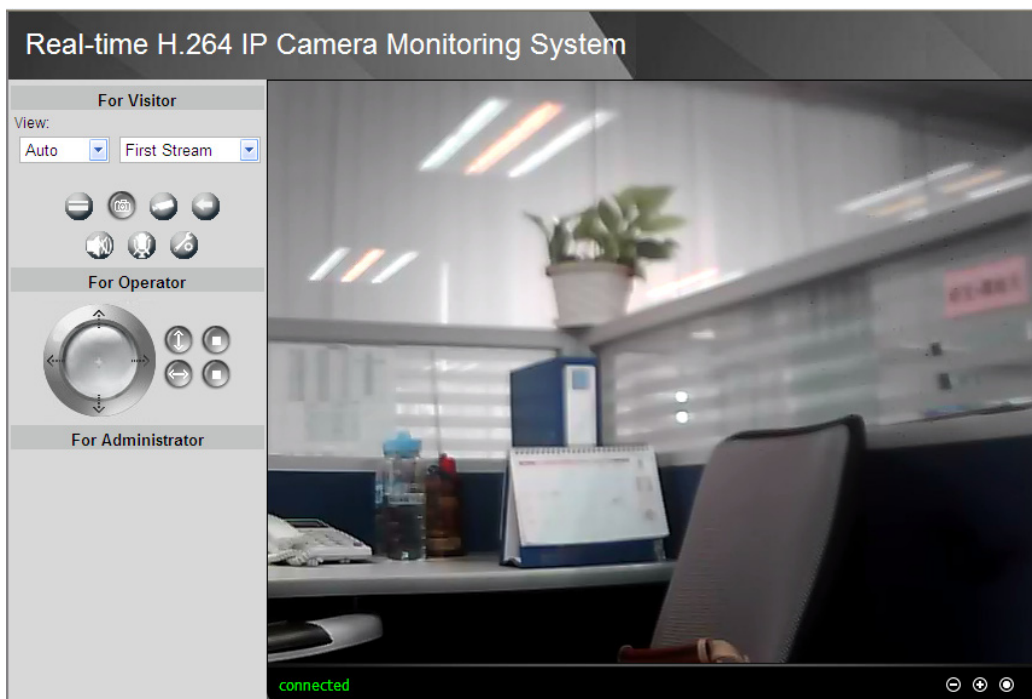 Real-time H.264 IP Camera Monitoring System
For Visitor
View:
Auto
First Stream
For Operator
For Administrator
connected